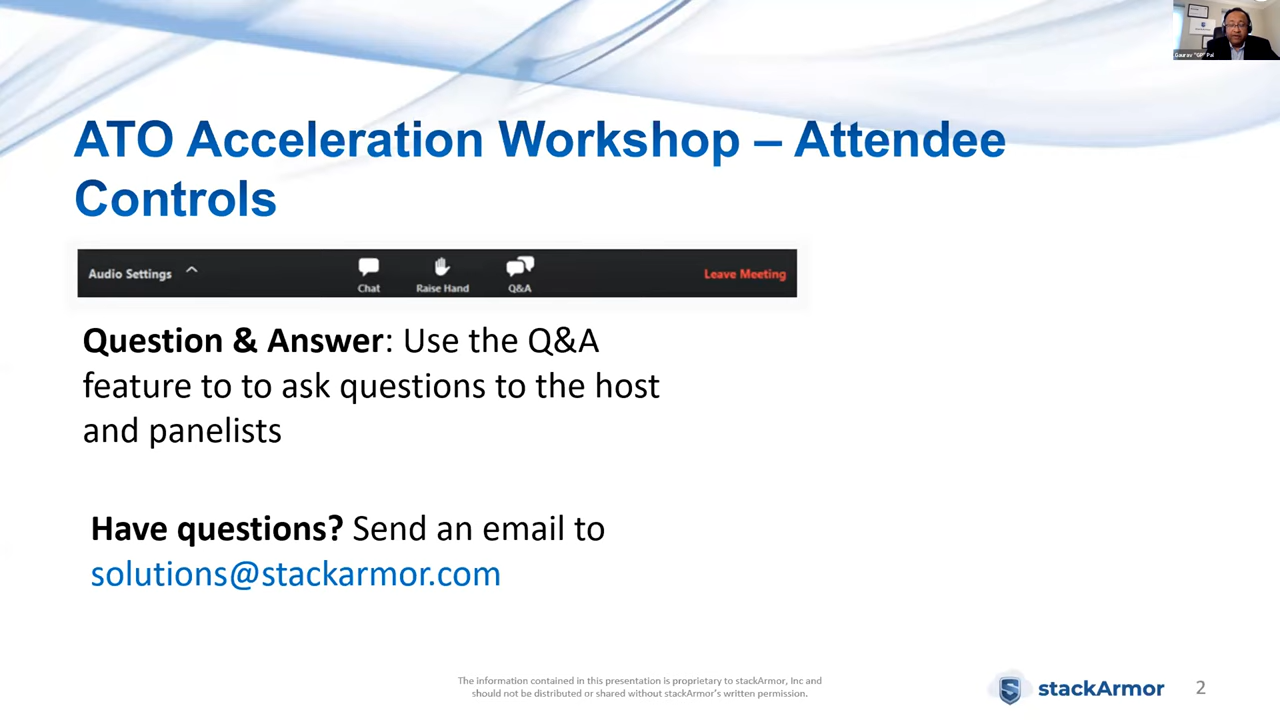 Gaurav "GP" Pal
ATO Acceleration Workshop – Attendee
Controls
Audio Settings
Chat
Raise Hand
Q&A
Leave Meeting
Question & Answer: Use the Q&A
feature to to ask questions to the host
and panelists
Have questions? Send an email to
solutions@stackarmor.com
The information contained in this presentation is proprietary to stackArmor, Inc and
should not be distributed or shared without stackArmor's written permission.
stackArmor
2